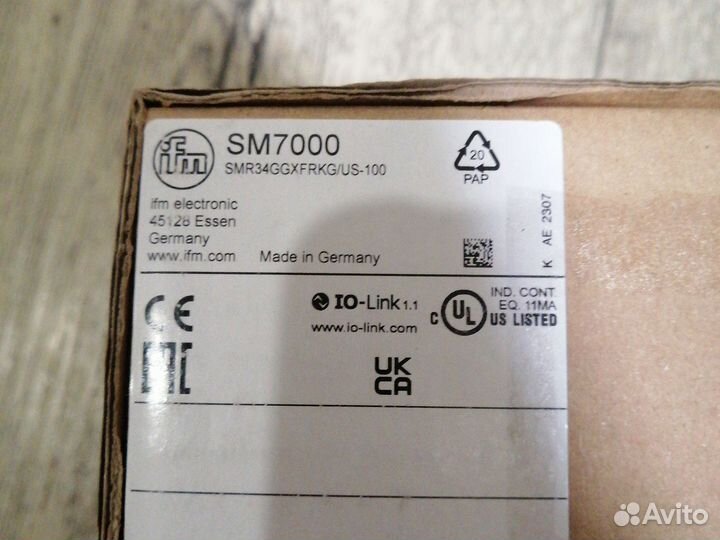 ifm
SM7000
SMR34GGXFRKG/US-100
20
PAP
ifm electronic
45128 Essen
Germany
www.ifm.com
Made in Germany
K AE 2307
CE
IO-Link 1.1
www.io-link.com
C UL US LISTED
IND. CONT.
EQ. 11MA
EAC
UK
CA
Avito